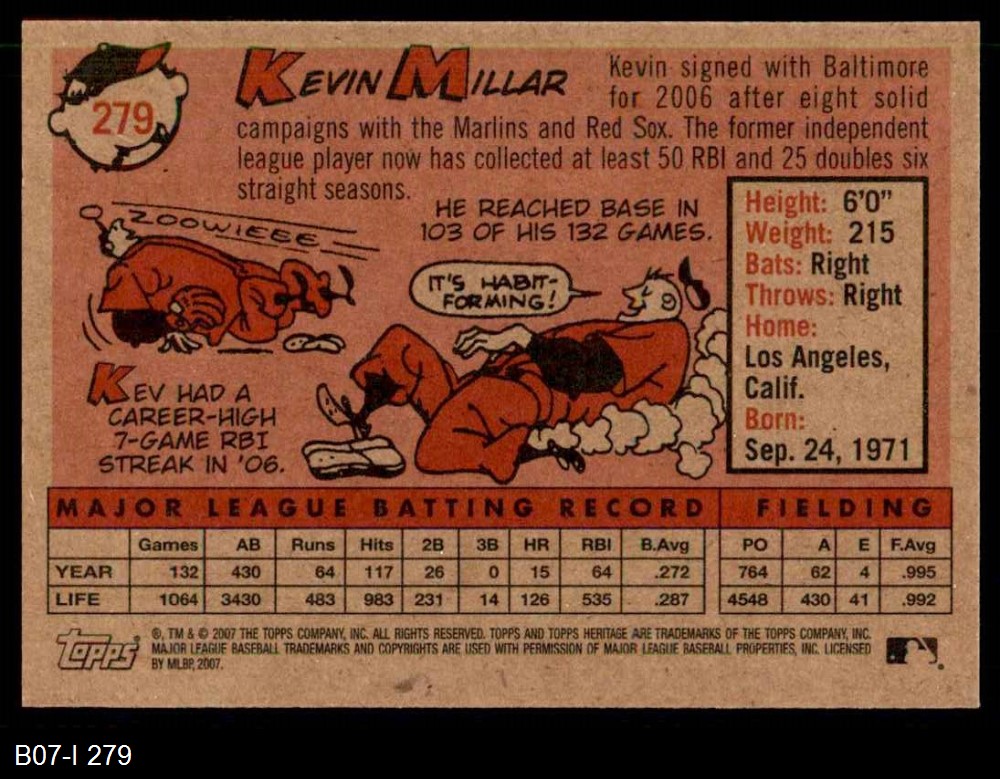 279
KEVIN MILLAR
Kevin signed with Baltimore
for 2006 after eight solid
campaigns with the Marlins and Red Sox. The former independent
league player now has collected at least 50 RBI and 25 doubles six
straight seasons.
ZOOWIEEE
HE REACHED BASE IN
103 OF HIS 132 GAMES.
IT'S HABIT-
FORMING!
KEV HAD A
CAREER-HIGH
7-GAME RBI
STREAK IN '06.
Height: 6'0"
Weight: 215
Bats: Right
Throws: Right
Home:
Los Angeles,
Calif.
Born:
Sep. 24, 1971
MAJOR LEAGUE BATTING RECORD FIELDING
Games AB Runs Hits 2B 3B HR RBI B.Avg PO A E F.Avg
YEAR 132 430 64 117 26 0 15 64 .272 764 62 4 .995
LIFE 1064 3430 483 983 231 14 126 535 .287 4548 430 41 .992
Topps
®, TM & © 2007 THE TOPPS COMPANY, INC. ALL RIGHTS RESERVED. TOPPS AND TOPPS HERITAGE ARE TRADEMARKS OF THE TOPPS COMPANY, INC.
MAJOR LEAGUE BASEBALL TRADEMARKS AND COPYRIGHTS ARE USED WITH PERMISSION OF MAJOR LEAGUE BASEBALL PROPERTIES, INC. LICENSED
BY MLBP, 2007.
B07-I 279